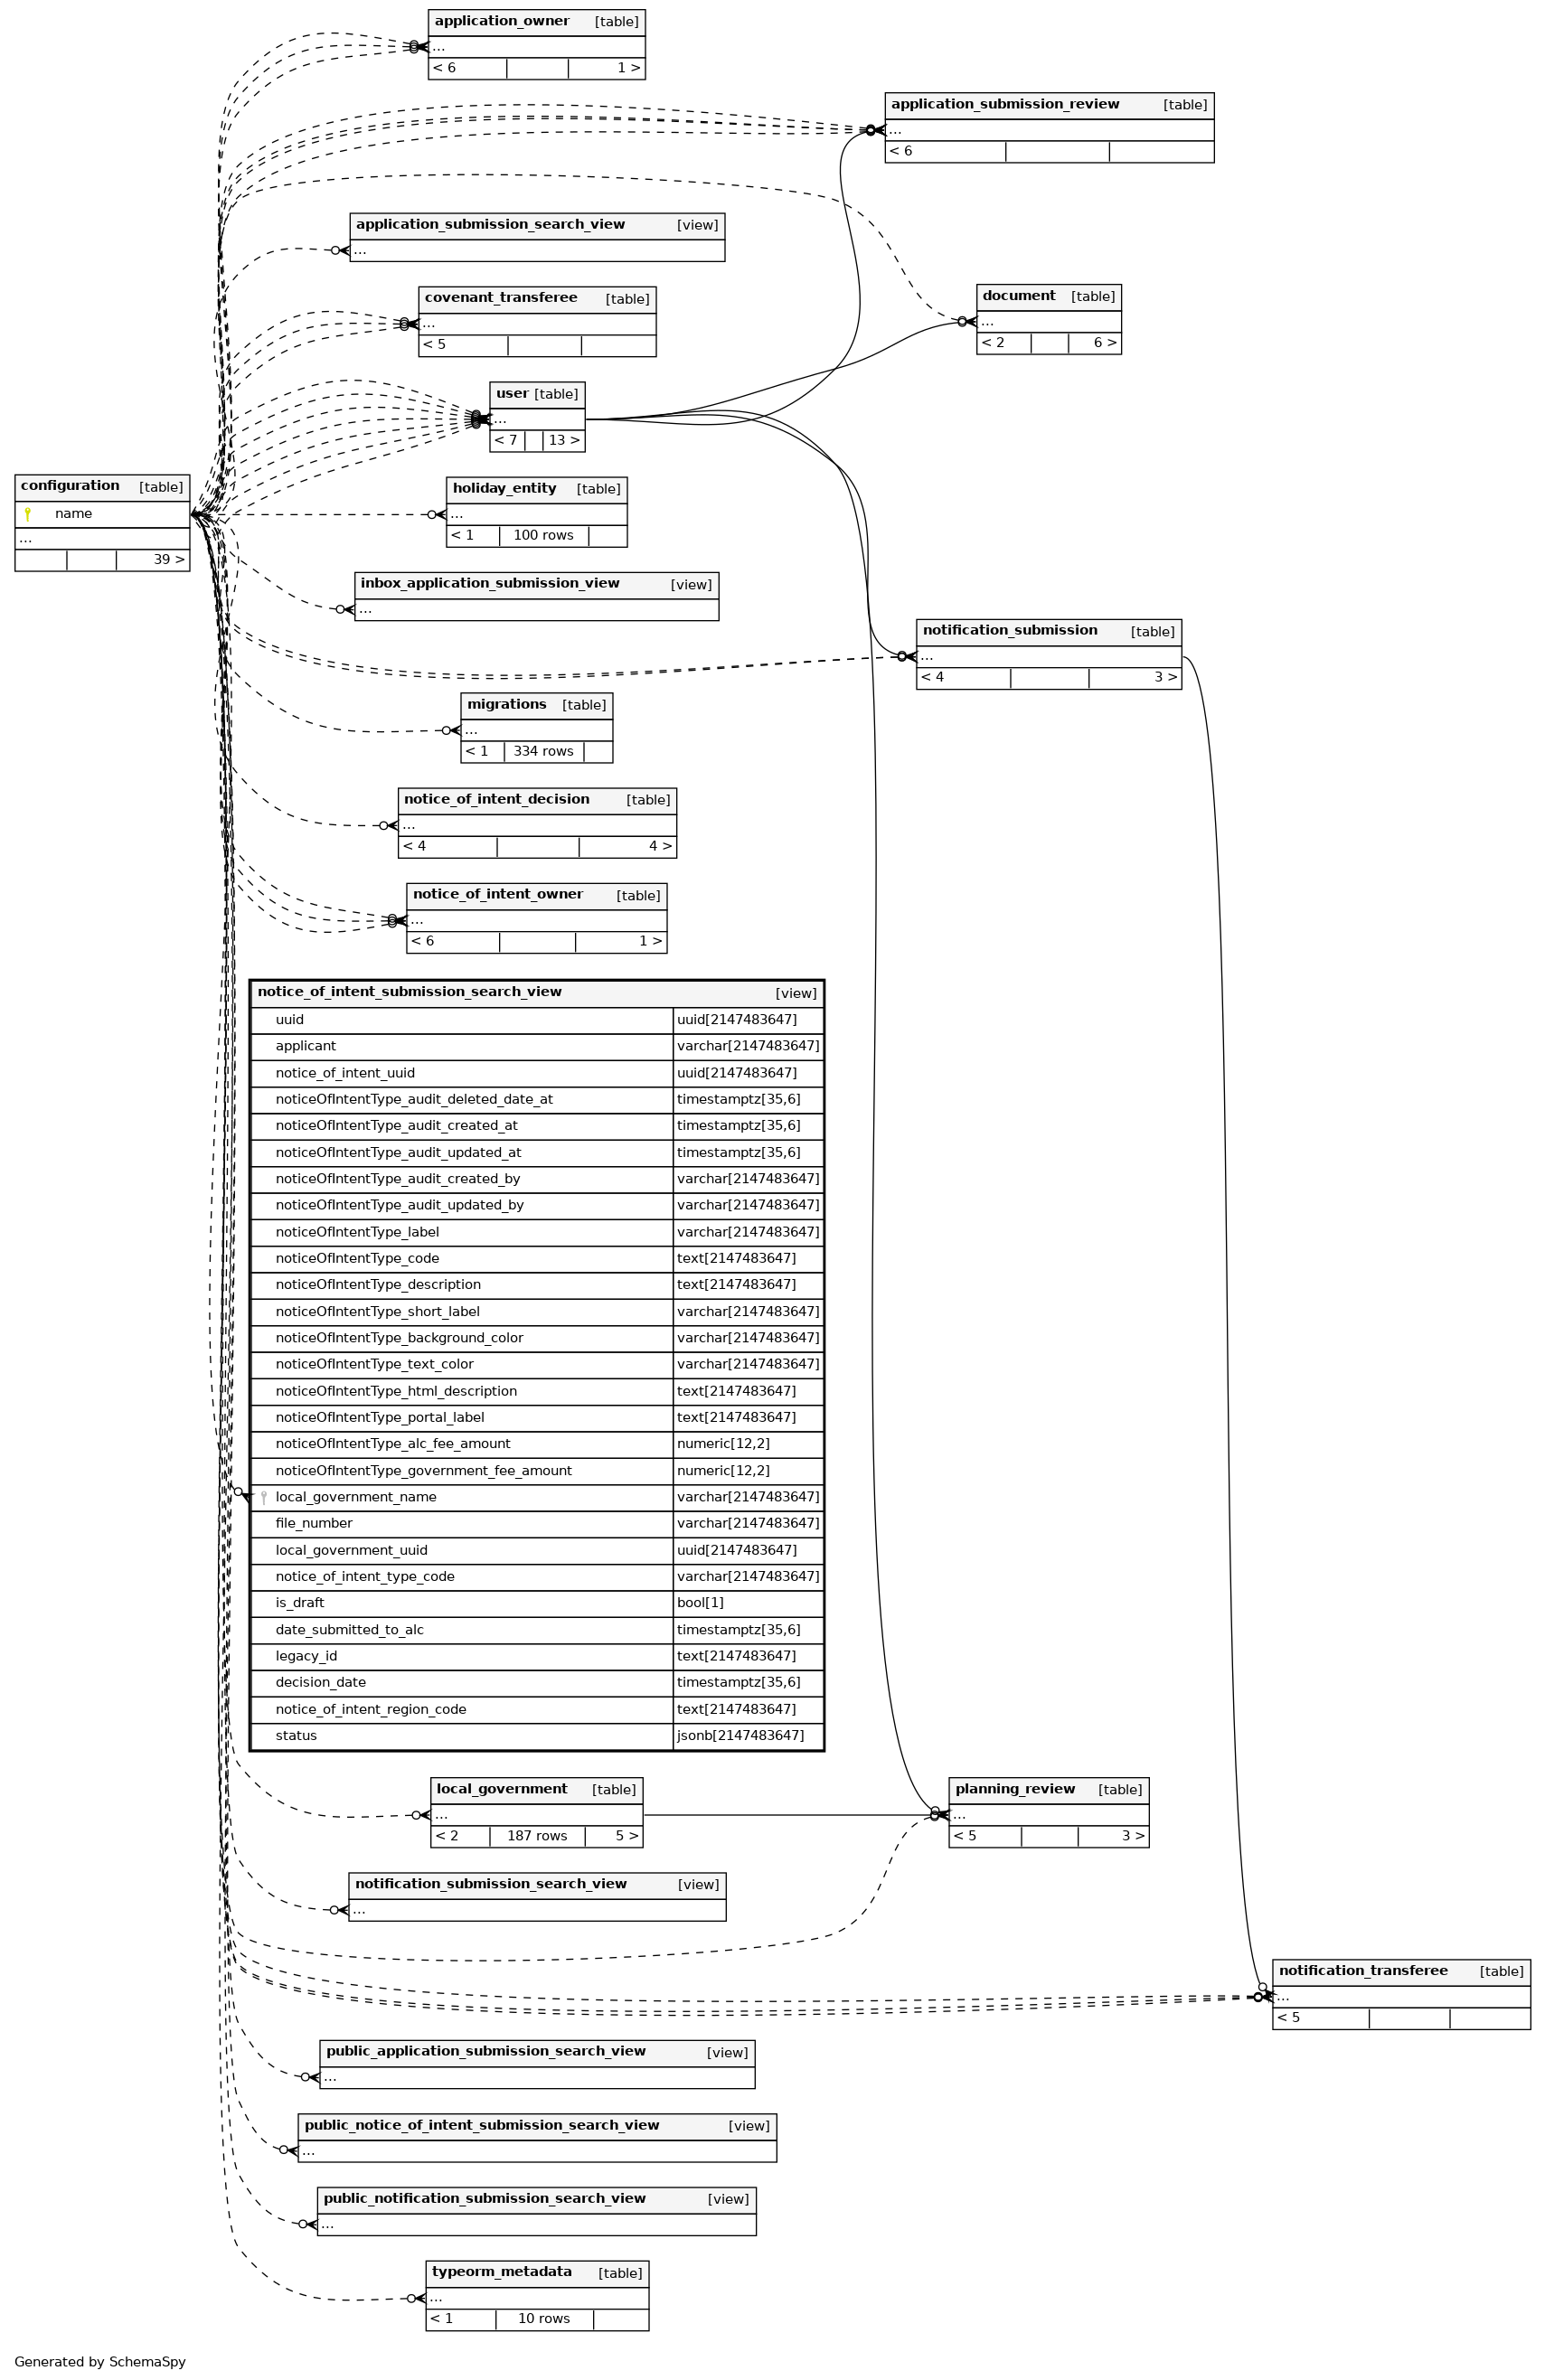 application_owner [table]
...
< 6 1 >
application_submission_review [table]
...
< 6
application_submission_search_view [view]
...
covenant_transferee [table]
...
< 5
document [table]
...
< 2 6 >
user [table]
...
< 7 13 >
configuration [table]
name
...
39 >
holiday_entity [table]
...
< 1 100 rows
inbox_application_submission_view [view]
...
notification_submission [table]
...
< 4 3 >
migrations [table]
...
< 1 334 rows
notice_of_intent_decision [table]
...
< 4 4 >
notice_of_intent_owner [table]
...
< 6 1 >
notice_of_intent_submission_search_view [view]
uuid uuid[2147483647]
applicant varchar[2147483647]
notice_of_intent_uuid uuid[2147483647]
noticeOfIntentType_audit_deleted_date_at timestamptz[35,6]
noticeOfIntentType_audit_created_at timestamptz[35,6]
noticeOfIntentType_audit_updated_at timestamptz[35,6]
noticeOfIntentType_audit_created_by varchar[2147483647]
noticeOfIntentType_audit_updated_by varchar[2147483647]
noticeOfIntentType_label varchar[2147483647]
noticeOfIntentType_code text[2147483647]
noticeOfIntentType_description text[2147483647]
noticeOfIntentType_short_label varchar[2147483647]
noticeOfIntentType_background_color varchar[2147483647]
noticeOfIntentType_text_color varchar[2147483647]
noticeOfIntentType_html_description text[2147483647]
noticeOfIntentType_portal_label text[2147483647]
noticeOfIntentType_alc_fee_amount numeric[12,2]
noticeOfIntentType_government_fee_amount numeric[12,2]
local_government_name varchar[2147483647]
file_number varchar[2147483647]
local_government_uuid uuid[2147483647]
notice_of_intent_type_code varchar[2147483647]
is_draft bool[1]
date_submitted_to_alc timestamptz[35,6]
legacy_id text[2147483647]
decision_date timestamptz[35,6]
notice_of_intent_region_code text[2147483647]
status jsonb[2147483647]
local_government [table]
...
< 2 187 rows 5 >
planning_review [table]
...
< 5 3 >
notification_submission_search_view [view]
...
notification_transferee [table]
...
< 5
public_application_submission_search_view [view]
...
public_notice_of_intent_submission_search_view [view]
...
public_notification_submission_search_view [view]
...
typeorm_metadata [table]
...
< 1 10 rows
Generated by SchemaSpy